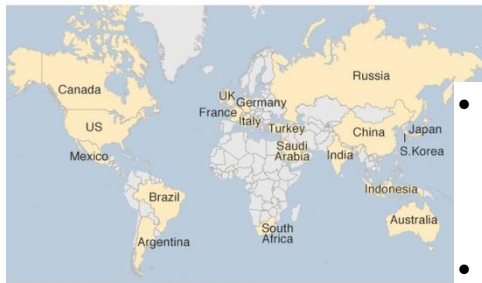 Canada
Russia
UK
Germany
France
US
Italy
Turkey
China
Japan
Mexico
Saudi
Arabia
India
S.Korea
Indonesia
Brazil
Australia
South
Africa
Argentina